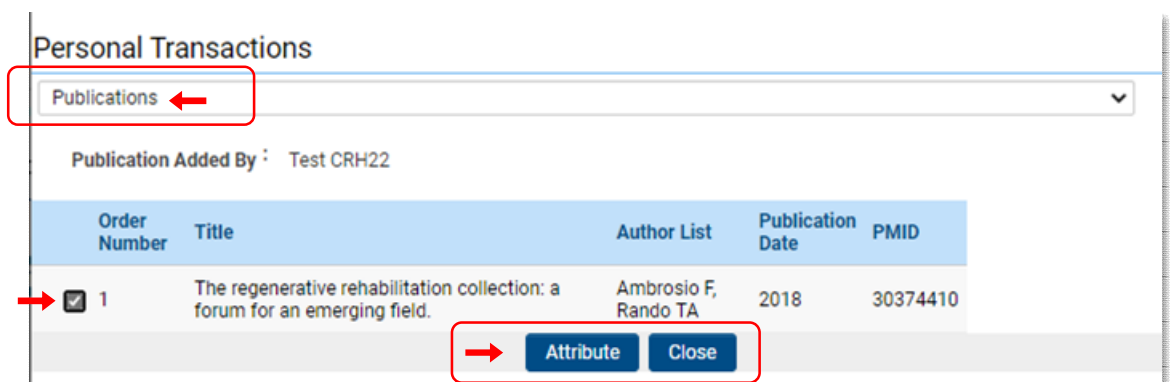 Personal Transactions
Publications
Publication Added By : Test CRH22
Order Number Title Author List Publication Date PMID
1 The regenerative rehabilitation collection: a forum for an emerging field. Ambrosio F, Rando TA 2018 30374410
Attribute Close